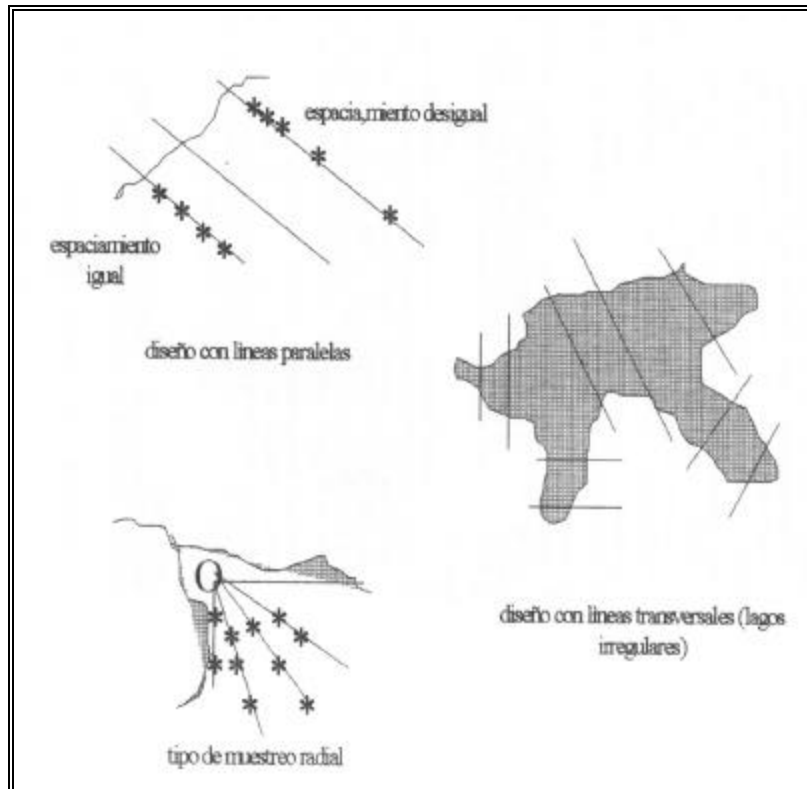 espacia,miento desigual
espaciamiento
igual
diseño con lineas paralelas
diseño con lineas transversales (lagos
irregulares)
O
tipo de muestreo radial